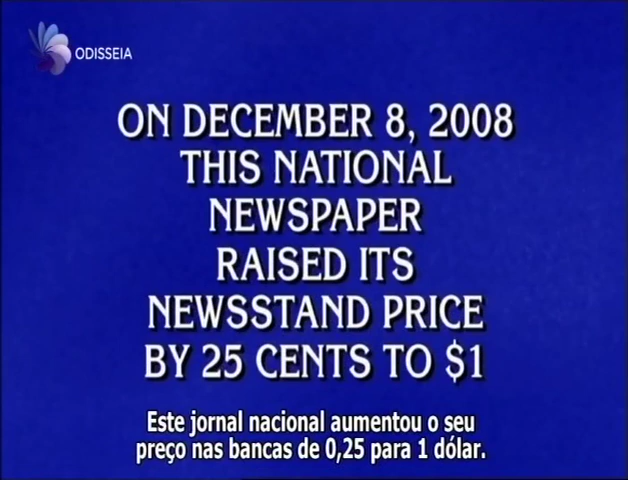 ODISSEIA
ON DECEMBER 8, 2008
THIS NATIONAL
NEWSPAPER
RAISED ITS
NEWSSTAND PRICE
BY 25 CENTS TO $1
Este jornal nacional aumentou o seu
preço nas bancas de 0,25 para 1 dólar.